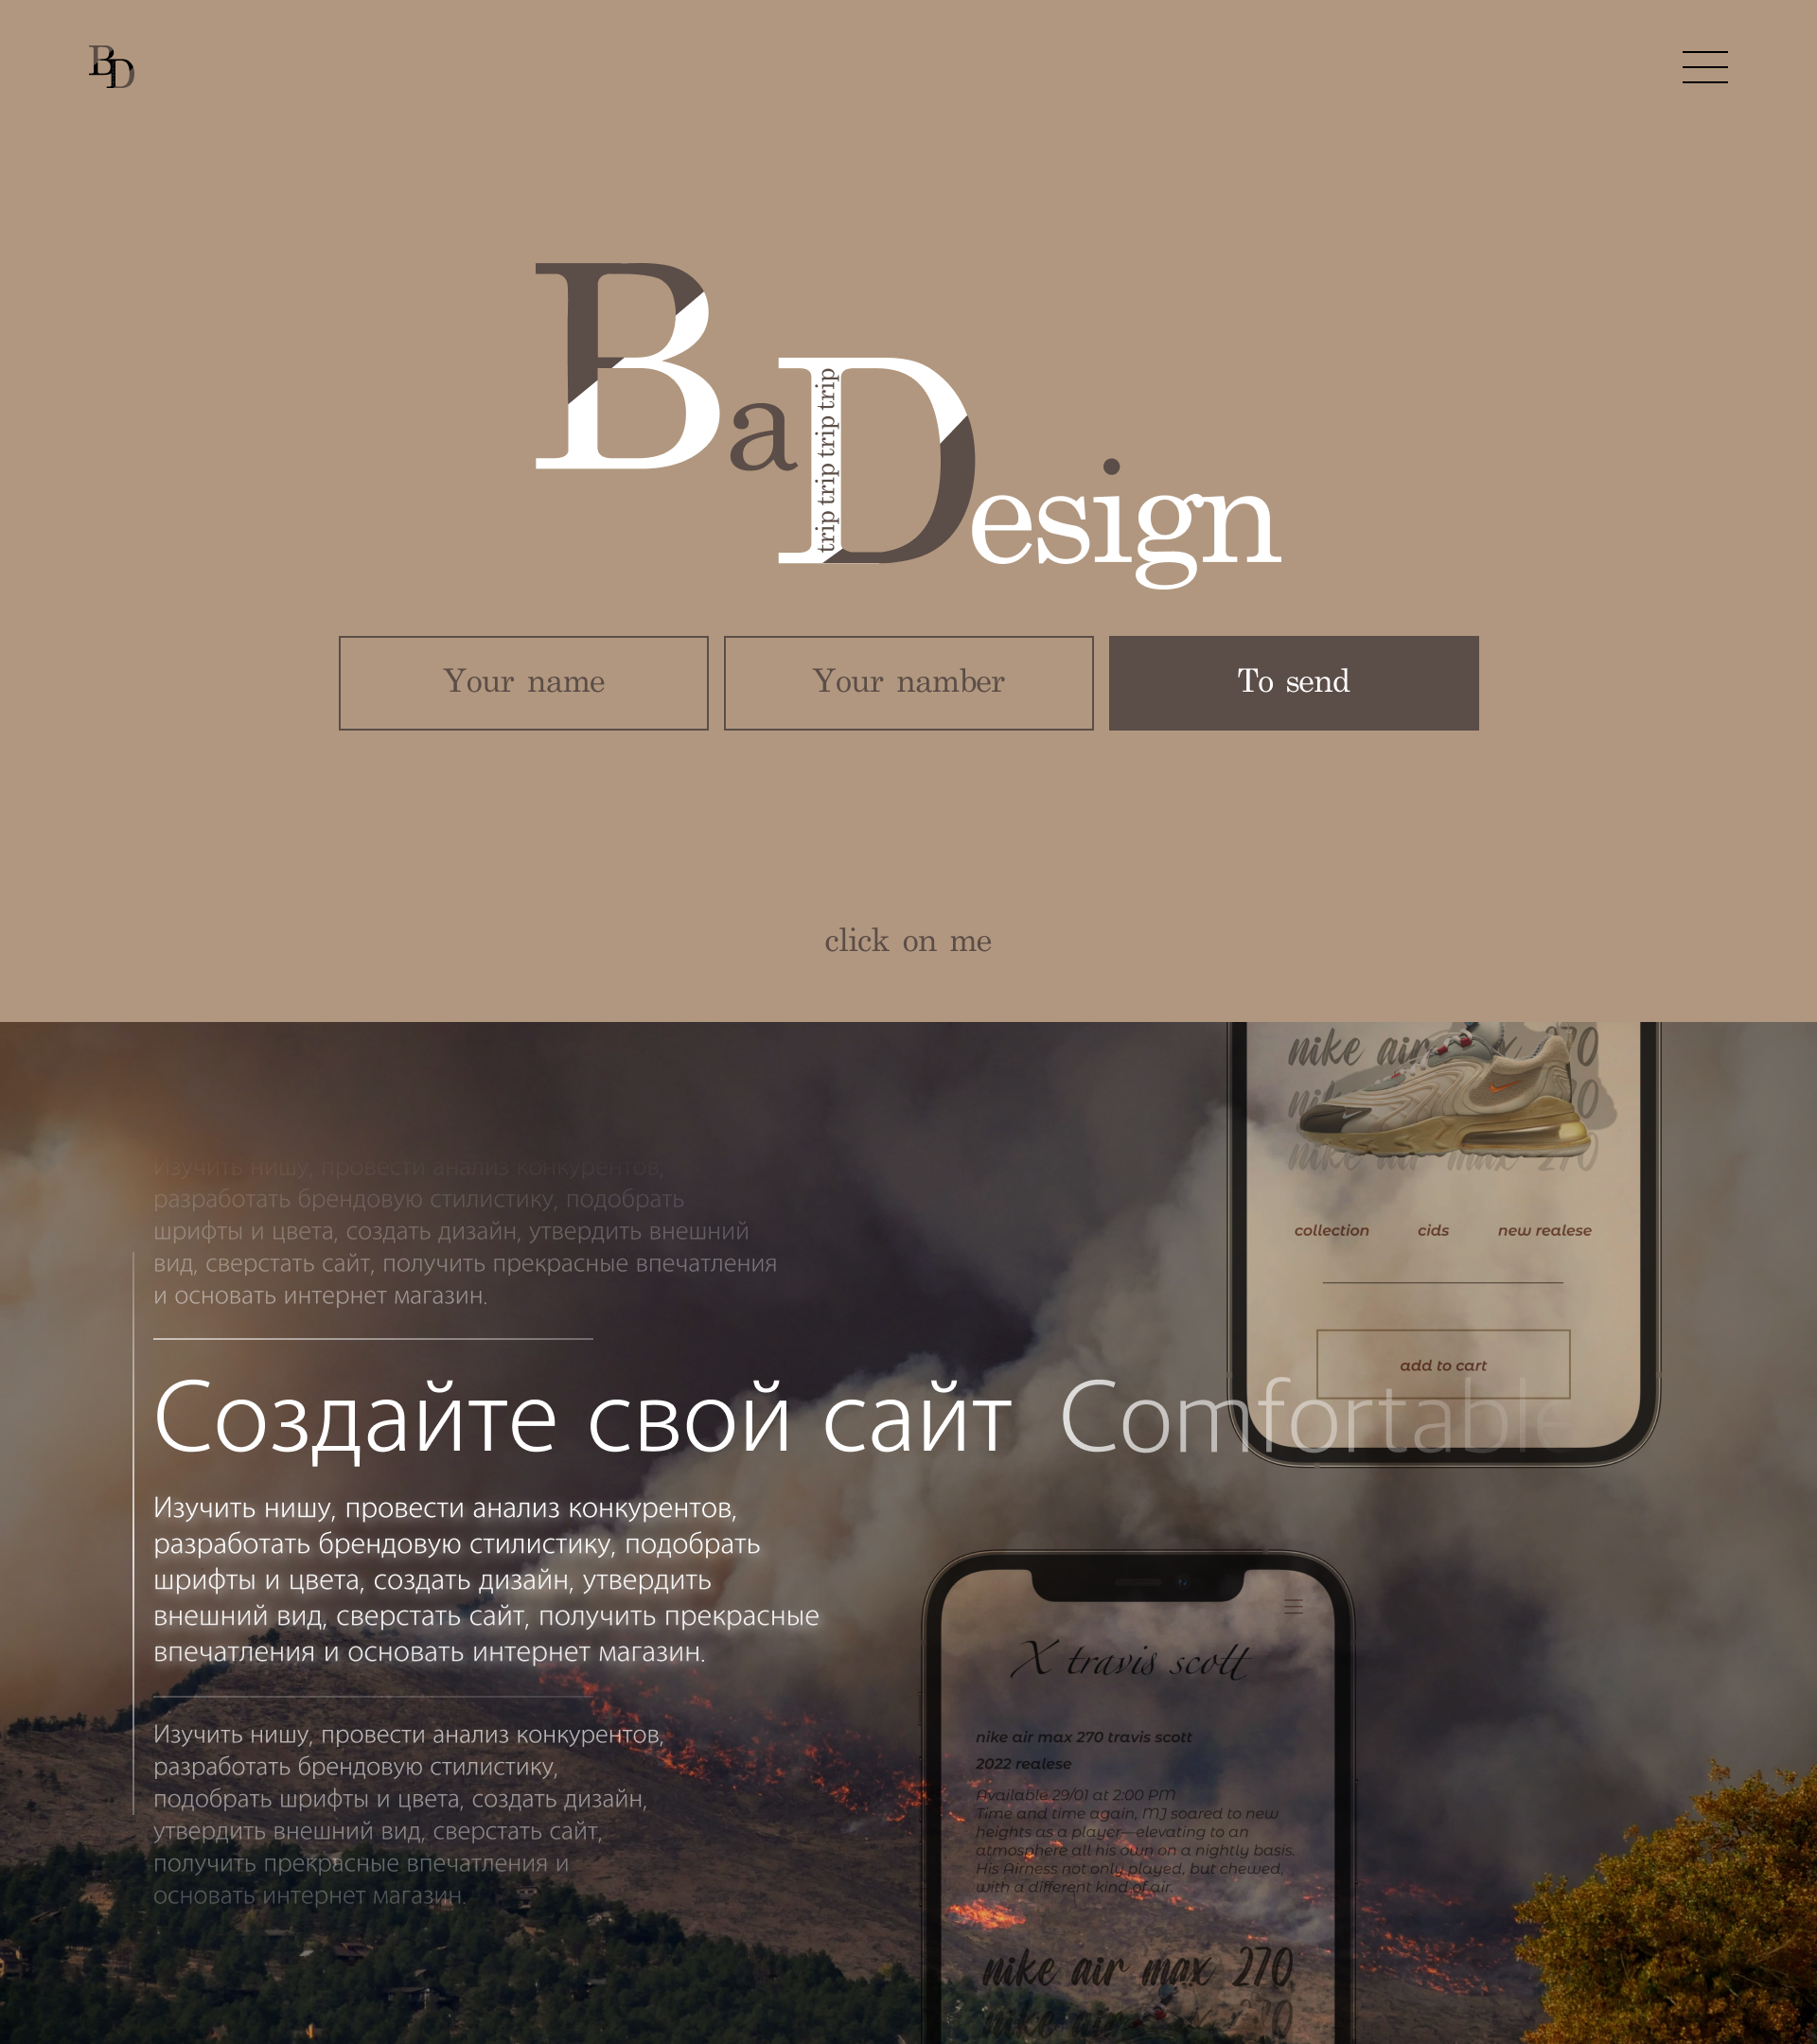 BD
BaDesign
trip trip trip trip
Your name
Your namber
To send
click on me
nike air 270
nike air max 270
collection cids new realese
add to cart
Изучить нишу, провести анализ конкурентов,
разработать брендовую стилистику, подобрать
шрифты и цвета, создать дизайн, утвердить внешний
вид, сверстать сайт, получить прекрасные впечатления
и основать интернет магазин.
Создайте свой сайт Comfortable
Изучить нишу, провести анализ конкурентов,
разработать брендовую стилистику, подобрать
шрифты и цвета, создать дизайн, утвердить
внешний вид, сверстать сайт, получить прекрасные
впечатления и основать интернет магазин.
Изучить нишу, провести анализ конкурентов,
разработать брендовую стилистику,
подобрать шрифты и цвета, создать дизайн,
утвердить внешний вид, сверстать сайт,
получить прекрасные впечатления и
основать интернет магазин.
X travis scott
nike air max 270 travis scott
2022 realese
Available 29/01 at 2:00 PM
Time and time again, MJ soared to new
heights as a player—elevating to an
atmosphere all his own on a nightly basis.
His Airness not only played, but chewed,
with a different kind of air.
nike air max 270
nike air 270